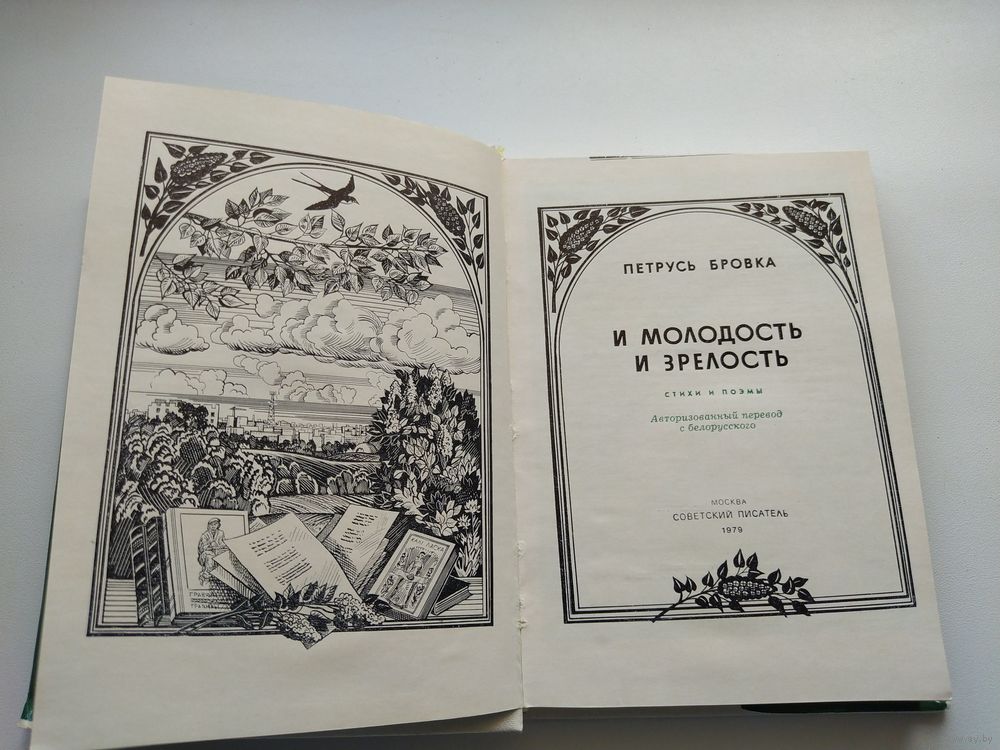 ПЕТРУСЬ БРОВКА
И МОЛОДОСТЬ
И ЗРЕЛОСТЬ
СТИХИ И ПОЭМЫ
Авторизованный перевод
с белорусского
МОСКВА
СОВЕТСКИЙ ПИСАТЕЛЬ
1979